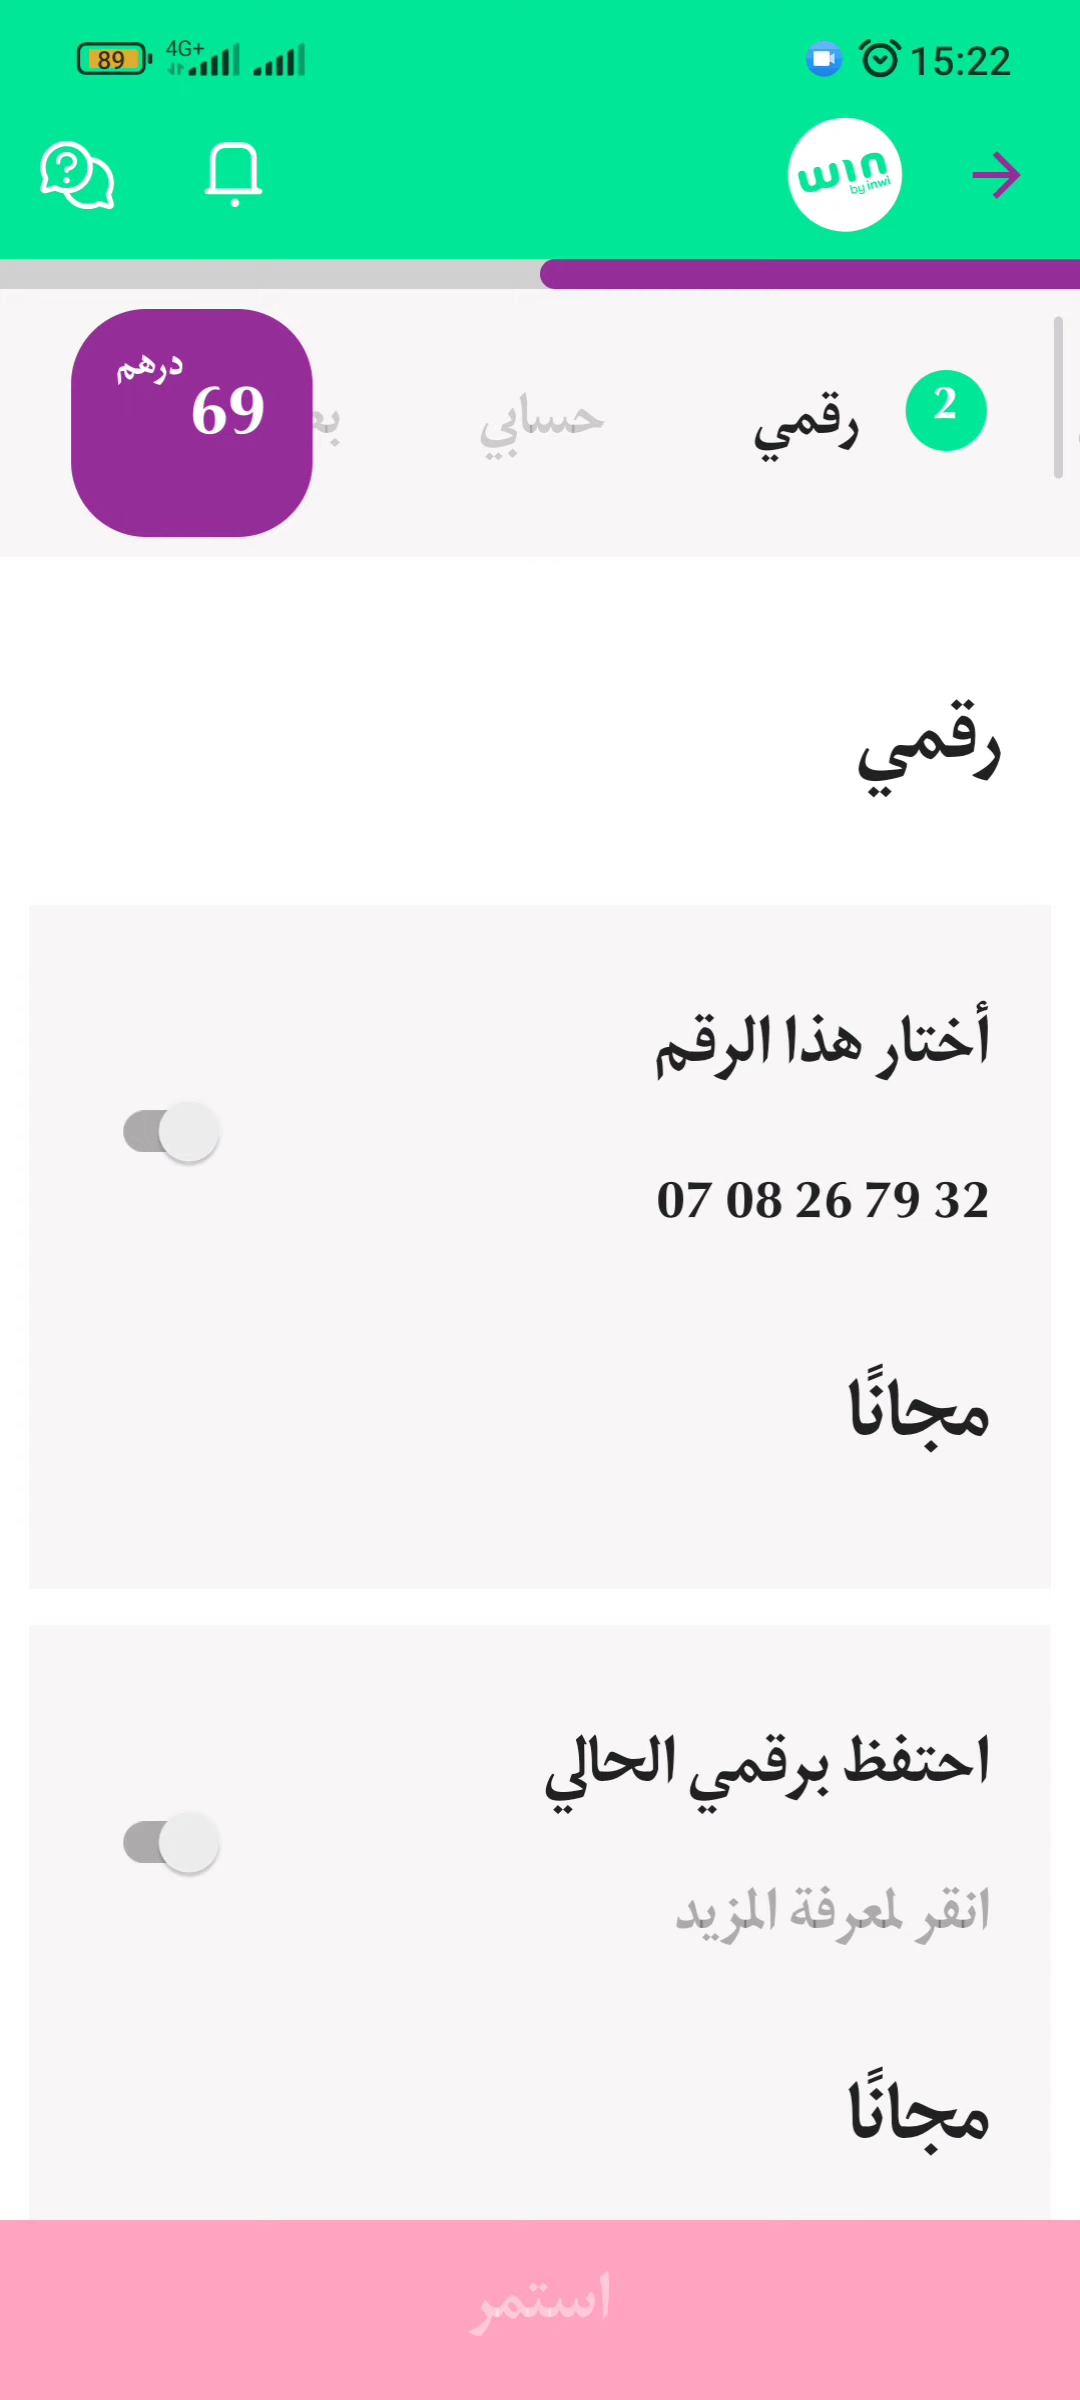 89 4G+ 15:22
win
by inwi
2 رقمي حسابي
69 درهم
رقمي
أختار هذا الرقم
07 08 26 79 32
مجانًا
احتفظ برقمي الحالي
انقر لمعرفة المزيد
مجانًا
استمر